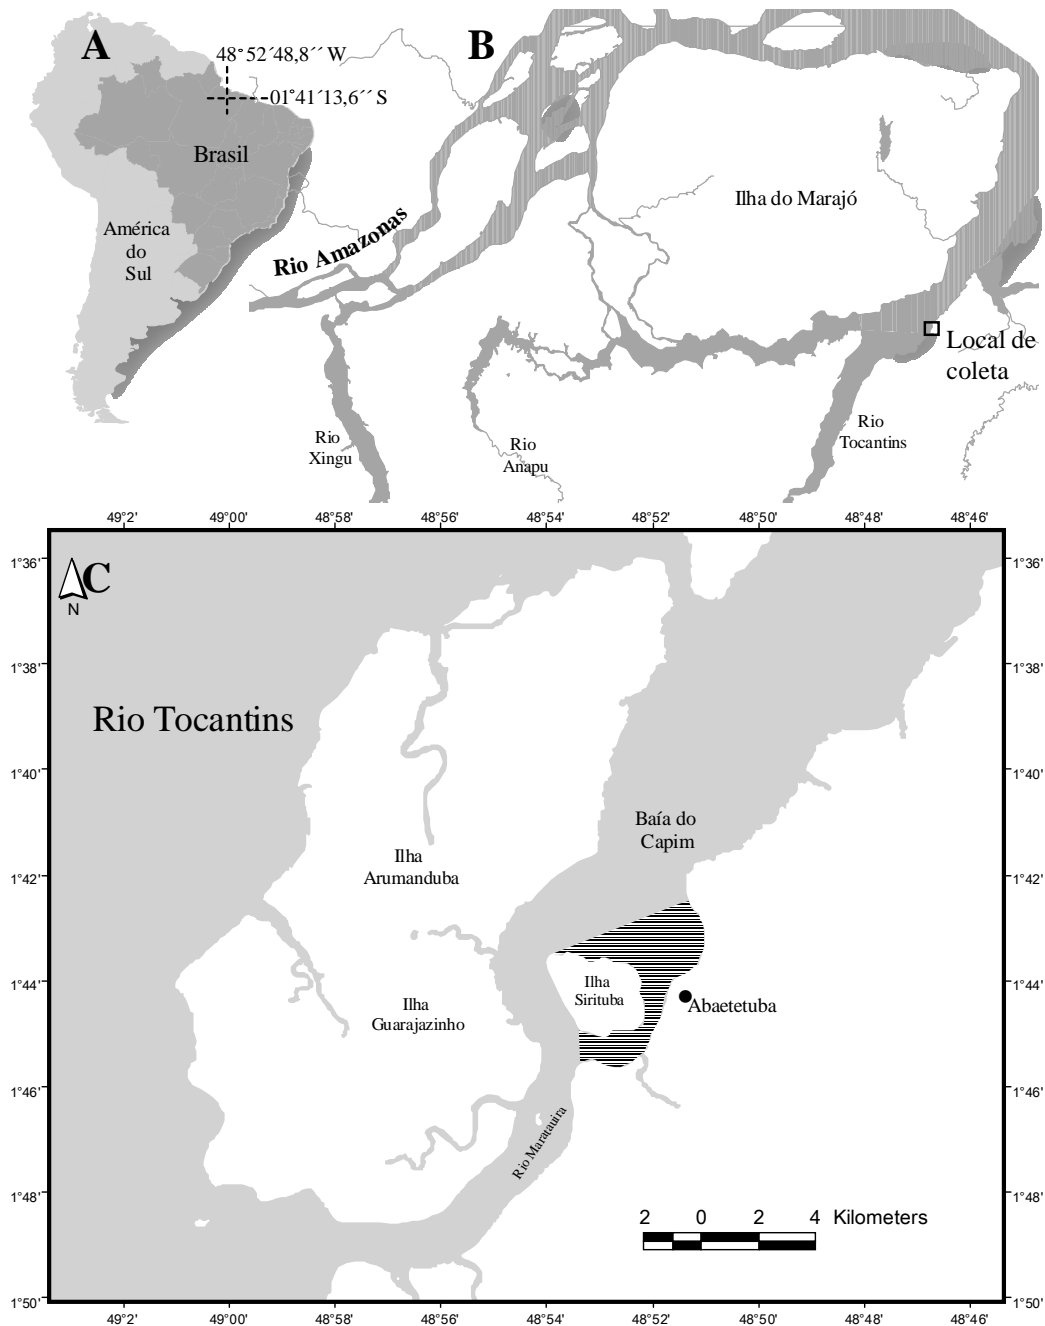 A
B
48°52´48,8´´ W
01°41´13,6´´ S
Brasil
América
do
Sul
Rio Amazonas
Ilha do Marajó
Local de
coleta
Rio
Xingu
Rio
Anapu
Rio
Tocantins
49°2' 49°00' 48°58' 48°56' 48°54' 48°52' 48°50' 48°48' 48°46'
C
N
1°36' 1°36'
1°38' 1°38'
Rio Tocantins
1°40' 1°40'
Baía do
Capim
Ilha
Arumanduba
1°42' 1°42'
1°44' 1°44'
Ilha
Sirituba
Abaetetuba
Ilha
Guarajazinho
1°46' 1°46'
Rio Maratauira
1°48' 1°48'
2 0 2 4 Kilometers
1°50' 1°50'
49°2' 49°00' 48°58' 48°56' 48°54' 48°52' 48°50' 48°48' 48°46'